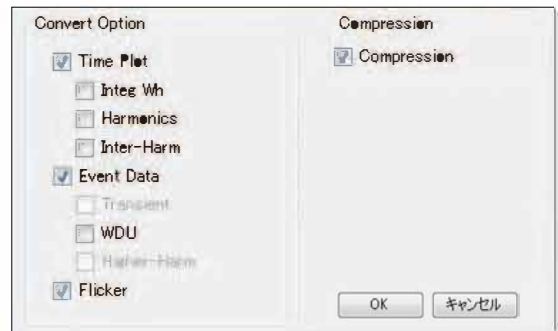 Convert Option
Time Plot
Integ Wh
Harmonics
Inter-Harm
Event Data
Transient
WDU
Higher-Harm
Flicker
Compression
Compression
OK
キャンセル